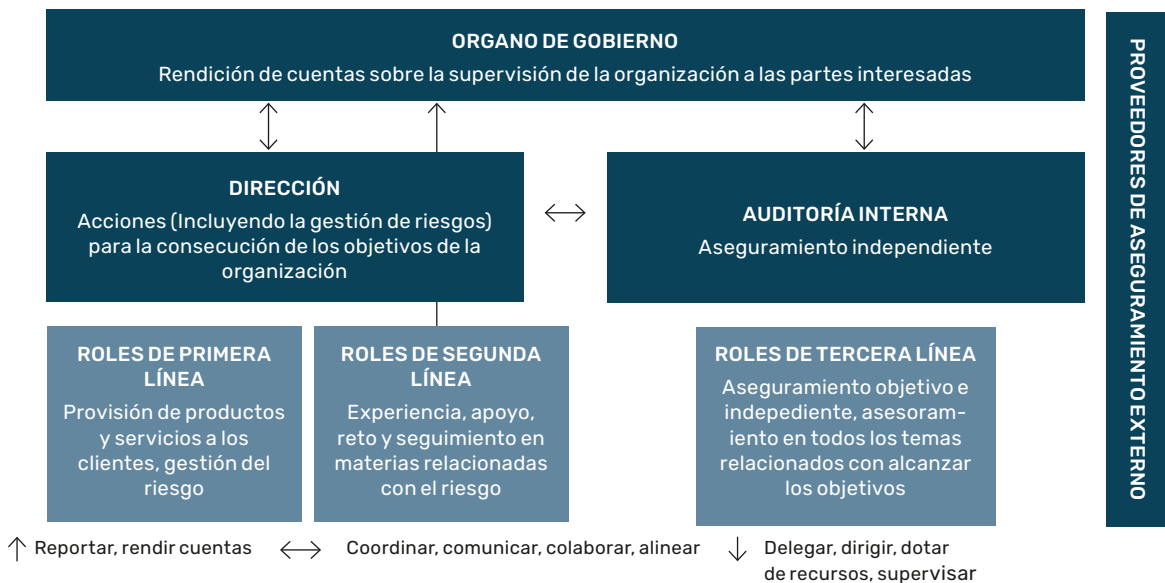 ORGANO DE GOBIERNO
Rendición de cuentas sobre la supervisión de la organización a las partes interesadas
DIRECCIÓN
Acciones (Incluyendo la gestión de riesgos)
para la consecución de los objetivos de la
organización
AUDITORÍA INTERNA
Aseguramiento independiente
ROLES DE PRIMERA
LÍNEA
Provisión de productos
y servicios a los
clientes, gestión del
riesgo
ROLES DE SEGUNDA
LÍNEA
Experiencia, apoyo,
reto y seguimiento en
materias relacionadas
con el riesgo
ROLES DE TERCERA LÍNEA
Aseguramiento objetivo e
indepediente, asesoram-
iento en todos los temas
relacionados con alcanzar
los objetivos
PROVEEDORES DE ASEGURAMIENTO EXTERNO
↑ Reportar, rendir cuentas ↔ Coordinar, comunicar, colaborar, alinear ↓ Delegar, dirigir, dotar
de recursos, supervisar